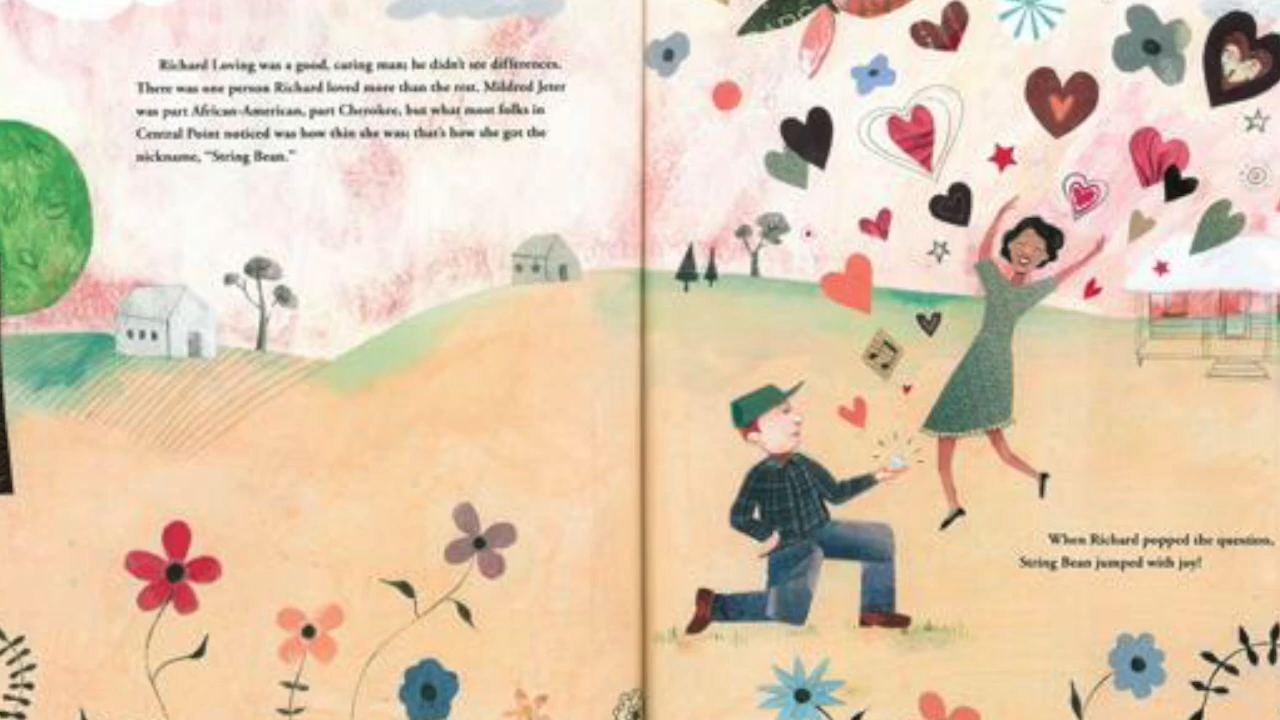 Richard Loving was a good, caring man; he didn't see differences.
There was one person Richard loved more than the rest. Mildred Jeter
was part African-American, part Cherokee, but what most folks in
Central Point noticed was how thin she was; that's how she got the
nickname, "String Bean."
When Richard popped the question,
String Bean jumped with joy!